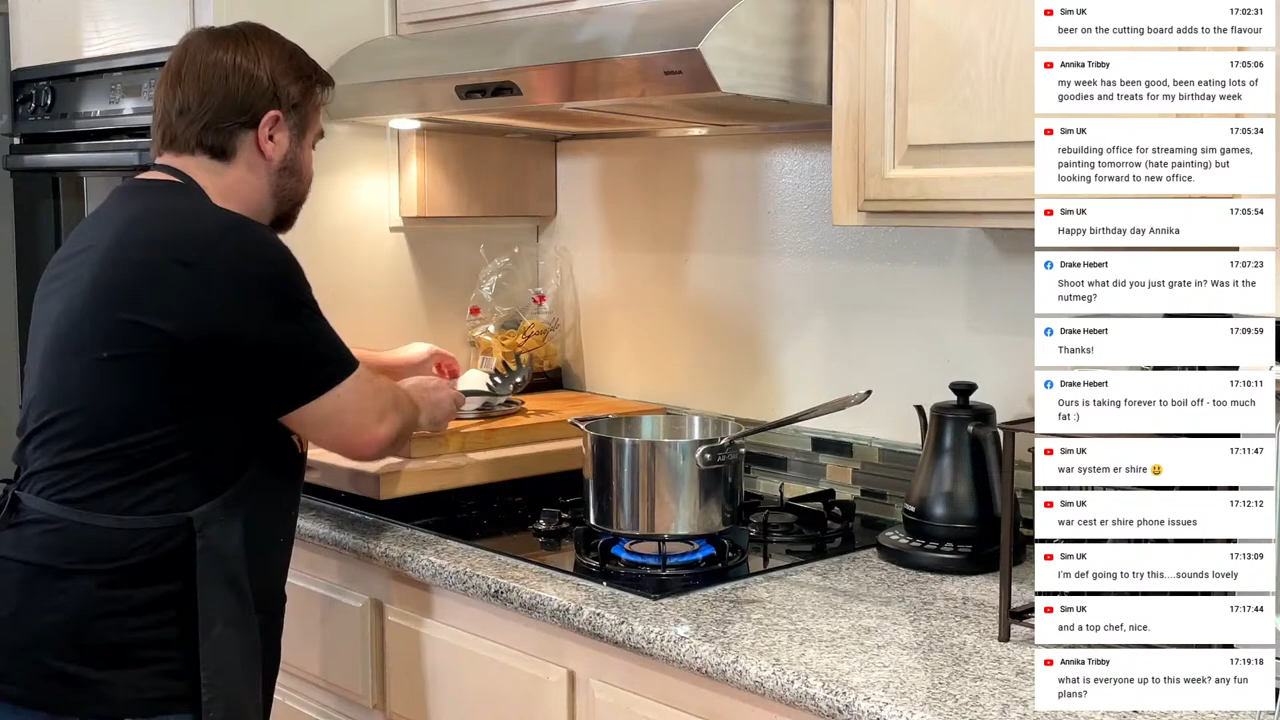 Sim UK 17:02:31
beer on the cutting board adds to the flavour
Annika Tribby 17:05:06
my week has been good, been eating lots of
goodies and treats for my birthday week
Sim UK 17:05:34
rebuilding office for streaming sim games,
painting tomorrow (hate painting) but
looking forward to new office.
Sim UK 17:05:54
Happy birthday day Annika
Drake Hebert 17:07:23
Shoot what did you just grate in? Was it the
nutmeg?
Drake Hebert 17:09:59
Thanks!
Drake Hebert 17:10:11
Ours is taking forever to boil off - too much
fat :)
Sim UK 17:11:47
war system er shire 😃
Sim UK 17:12:12
war cest er shire phone issues
Sim UK 17:13:09
I'm def going to try this....sounds lovely
Sim UK 17:17:44
and a top chef, nice.
Annika Tribby 17:19:18
what is everyone up to this week? any fun
plans?